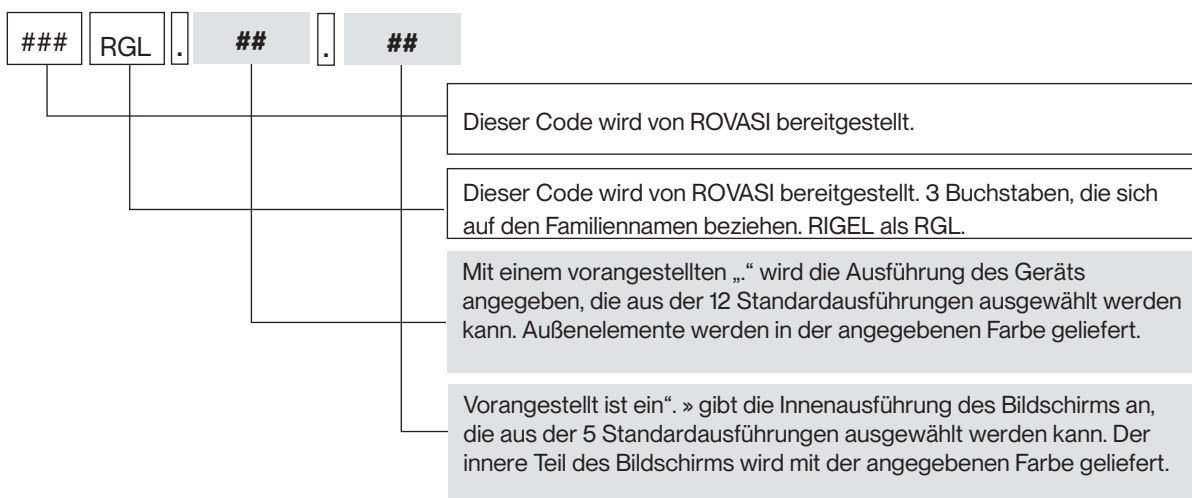 ### RGL . ## . ##
Dieser Code wird von ROVASI bereitgestellt.
Dieser Code wird von ROVASI bereitgestellt. 3 Buchstaben, die sich
auf den Familiennamen beziehen. RIGEL als RGL.
Mit einem vorangestellten „.“ wird die Ausführung des Geräts
angegeben, die aus der 12 Standardausführungen ausgewählt werden
kann. Außenelemente werden in der angegebenen Farbe geliefert.
Vorangestellt ist ein“. » gibt die Innenausführung des Bildschirms an,
die aus der 5 Standardausführungen ausgewählt werden kann. Der
innere Teil des Bildschirms wird mit der angegebenen Farbe geliefert.